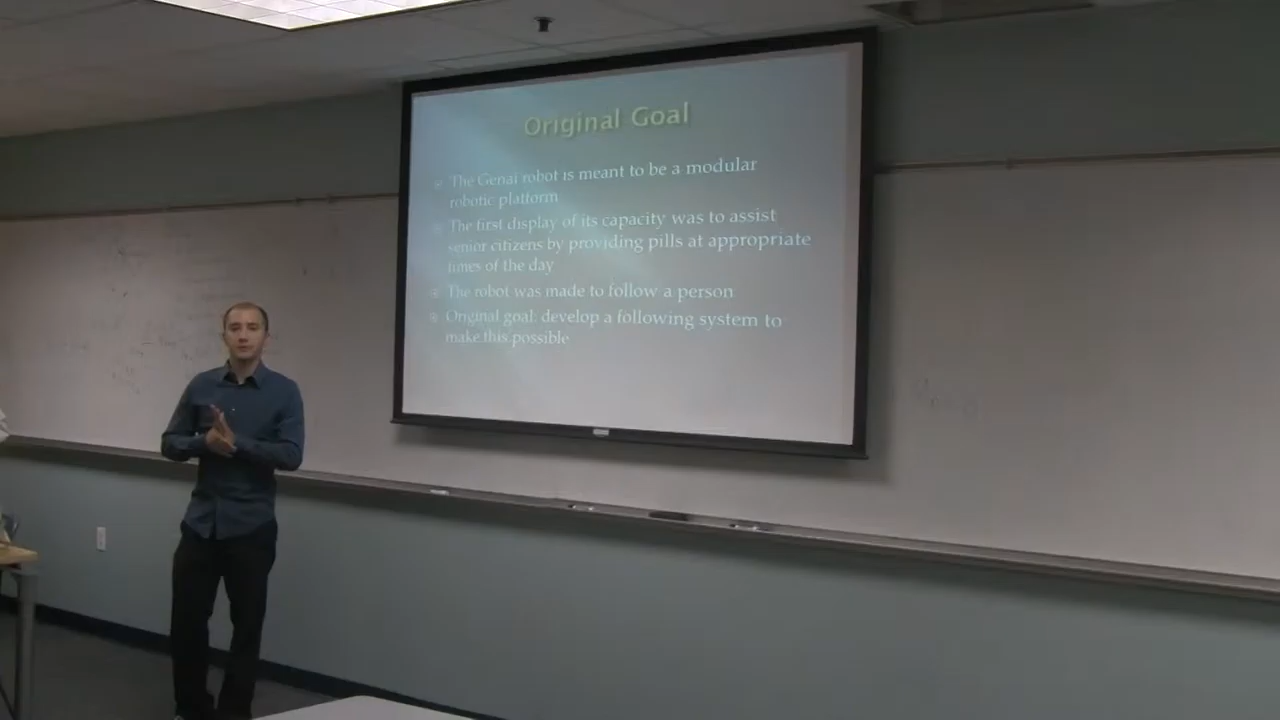 Original Goal
The Genai robot is meant to be a modular
robotic platform
The first display of its capacity was to assist
senior citizens by providing pills at appropriate
times of the day
The robot was made to follow a person
Original goal: develop a following system to
make this possible